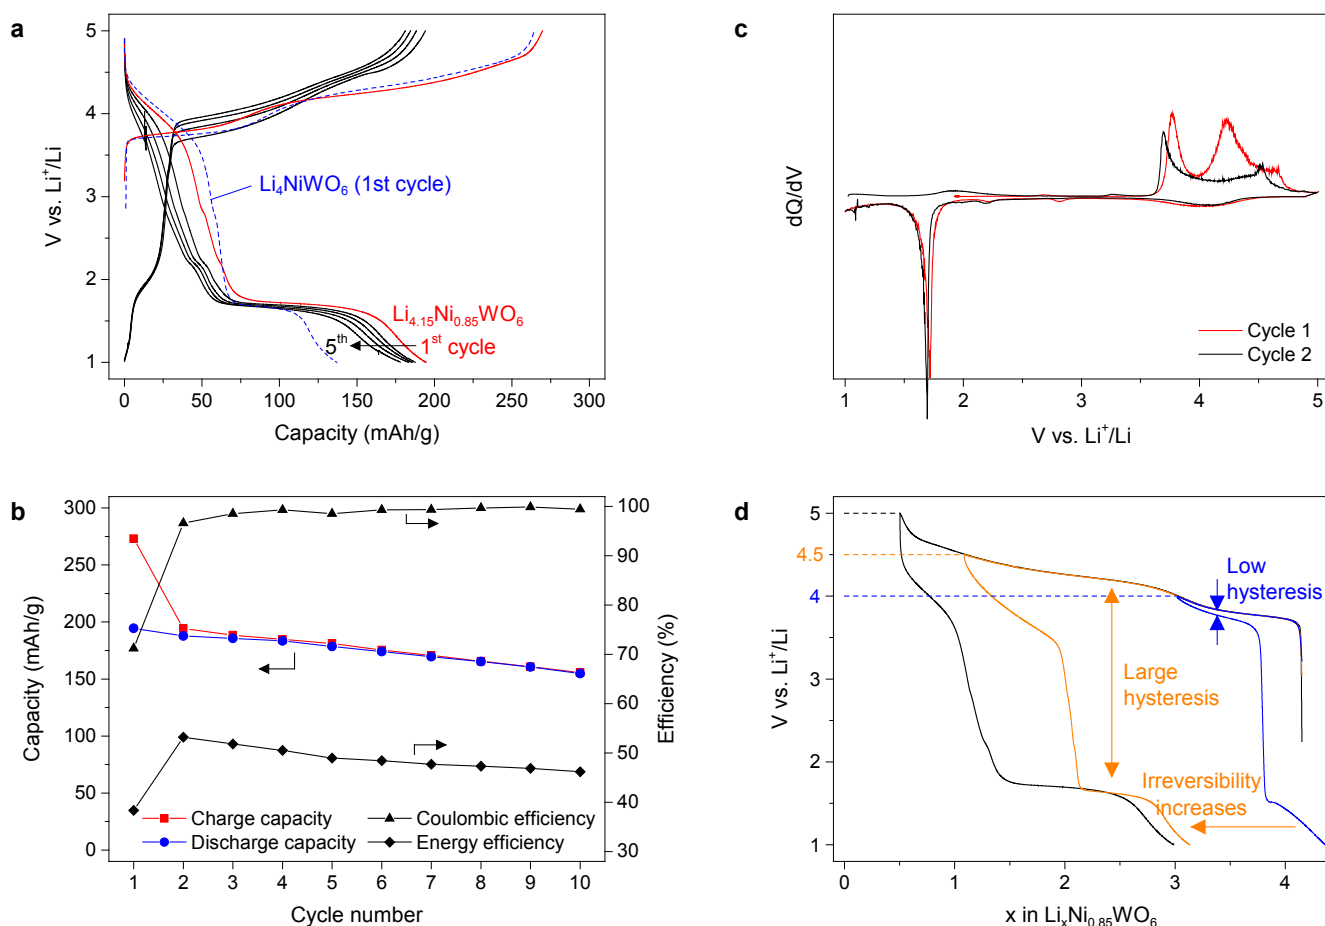 a
5
4
3
2
1
V vs. Li⁺/Li
Li₄NiWO₆ (1st cycle)
Li₄.₁₅Ni₀.₈₅WO₆
5ᵗʰ
1ˢᵗ cycle
0 50 100 150 200 250 300
Capacity (mAh/g)
c
dQ/dV
Cycle 1
Cycle 2
1 2 3 4 5
V vs. Li⁺/Li
b
300
250
200
150
100
50
0
Capacity (mAh/g)
100
90
80
70
60
50
40
30
Efficiency (%)
Charge capacity
Discharge capacity
Coulombic efficiency
Energy efficiency
1 2 3 4 5 6 7 8 9 10
Cycle number
d
5
4.5
4
3
2
1
V vs. Li⁺/Li
Low
hysteresis
Large
hysteresis
Irreversibility
increases
0 1 2 3 4
x in LiₓNi₀.₈₅WO₆